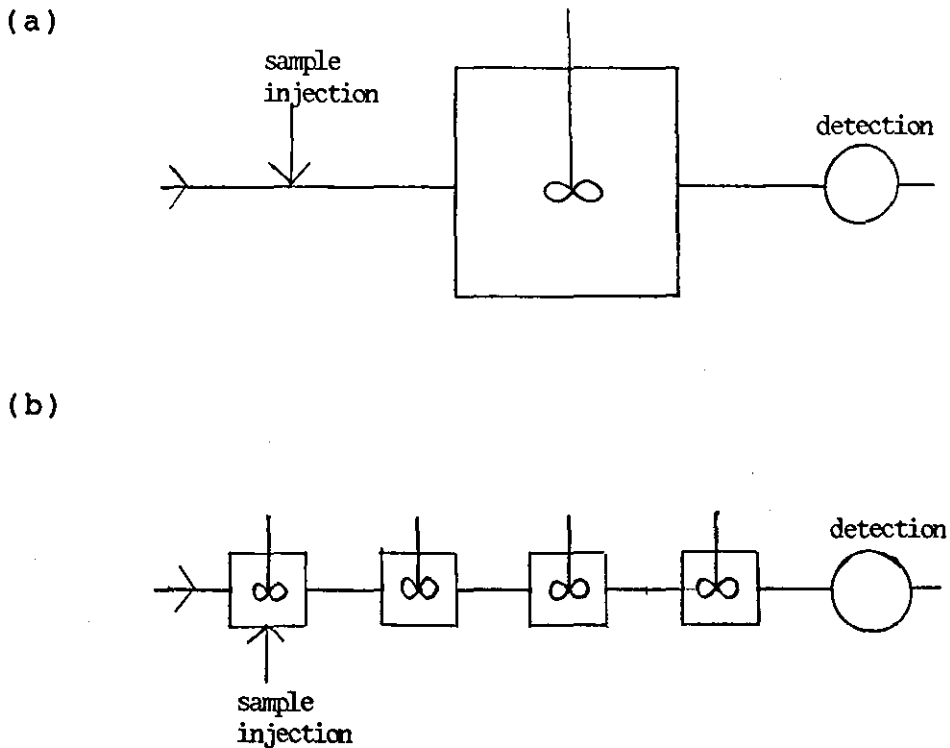 (a)
sample
injection
detection
(b)
detection
sample
injection